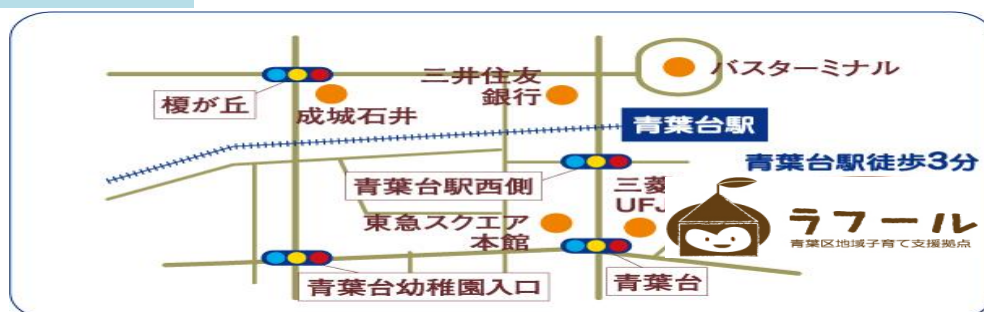 三井住友
銀行
バスターミナル
榎が丘
成城石井
青葉台駅
青葉台駅徒歩3分
青葉台駅西側
三菱
UFJ
東急スクエア
本館
ラフール
青葉区地域子育て支援拠点
青葉台幼稚園入口
青葉台